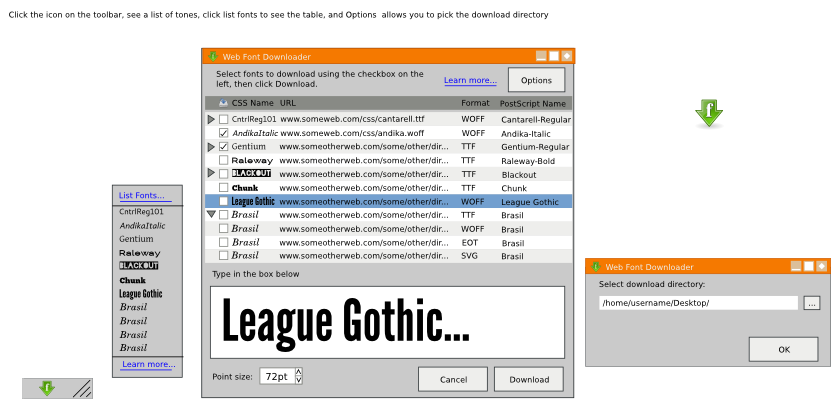 Click the icon on the toolbar, see a list of tones, click list fonts to see the table, and Options allows you to pick the download directory
Web Font Downloader
Select fonts to download using the checkbox on the
left, then click Download.
Learn more...
Options
CSS Name URL Format PostScript Name
CntrlReg101 www.someweb.com/css/cantarell.ttf WOFF Cantarell-Regular
AndikaItalic www.someweb.com/css/andika.woff WOFF Andika-Italic
Gentium www.someotherweb.com/some/other/dir... TTF Gentium-Regular
Raleway www.someotherweb.com/some/other/dir... TTF Raleway-Bold
BLACKOUT www.someotherweb.com/some/other/dir... TTF Blackout
Chunk www.someotherweb.com/some/other/dir... TTF Chunk
League Gothic www.someotherweb.com/some/other/dir... WOFF League Gothic
Brasil www.someotherweb.com/some/other/dir... TTF Brasil
Brasil www.someotherweb.com/some/other/dir... WOFF Brasil
Brasil www.someotherweb.com/some/other/dir... EOT Brasil
Brasil www.someotherweb.com/some/other/dir... SVG Brasil
Type in the box below
League Gothic...
Point size: 72pt
Cancel
Download
List Fonts...
CntrlReg101
AndikaItalic
Gentium
Raleway
BLACKOUT
Chunk
League Gothic
Brasil
Brasil
Brasil
Brasil
Learn more...
f
f
Web Font Downloader
Select download directory:
/home/username/Desktop/
...
OK